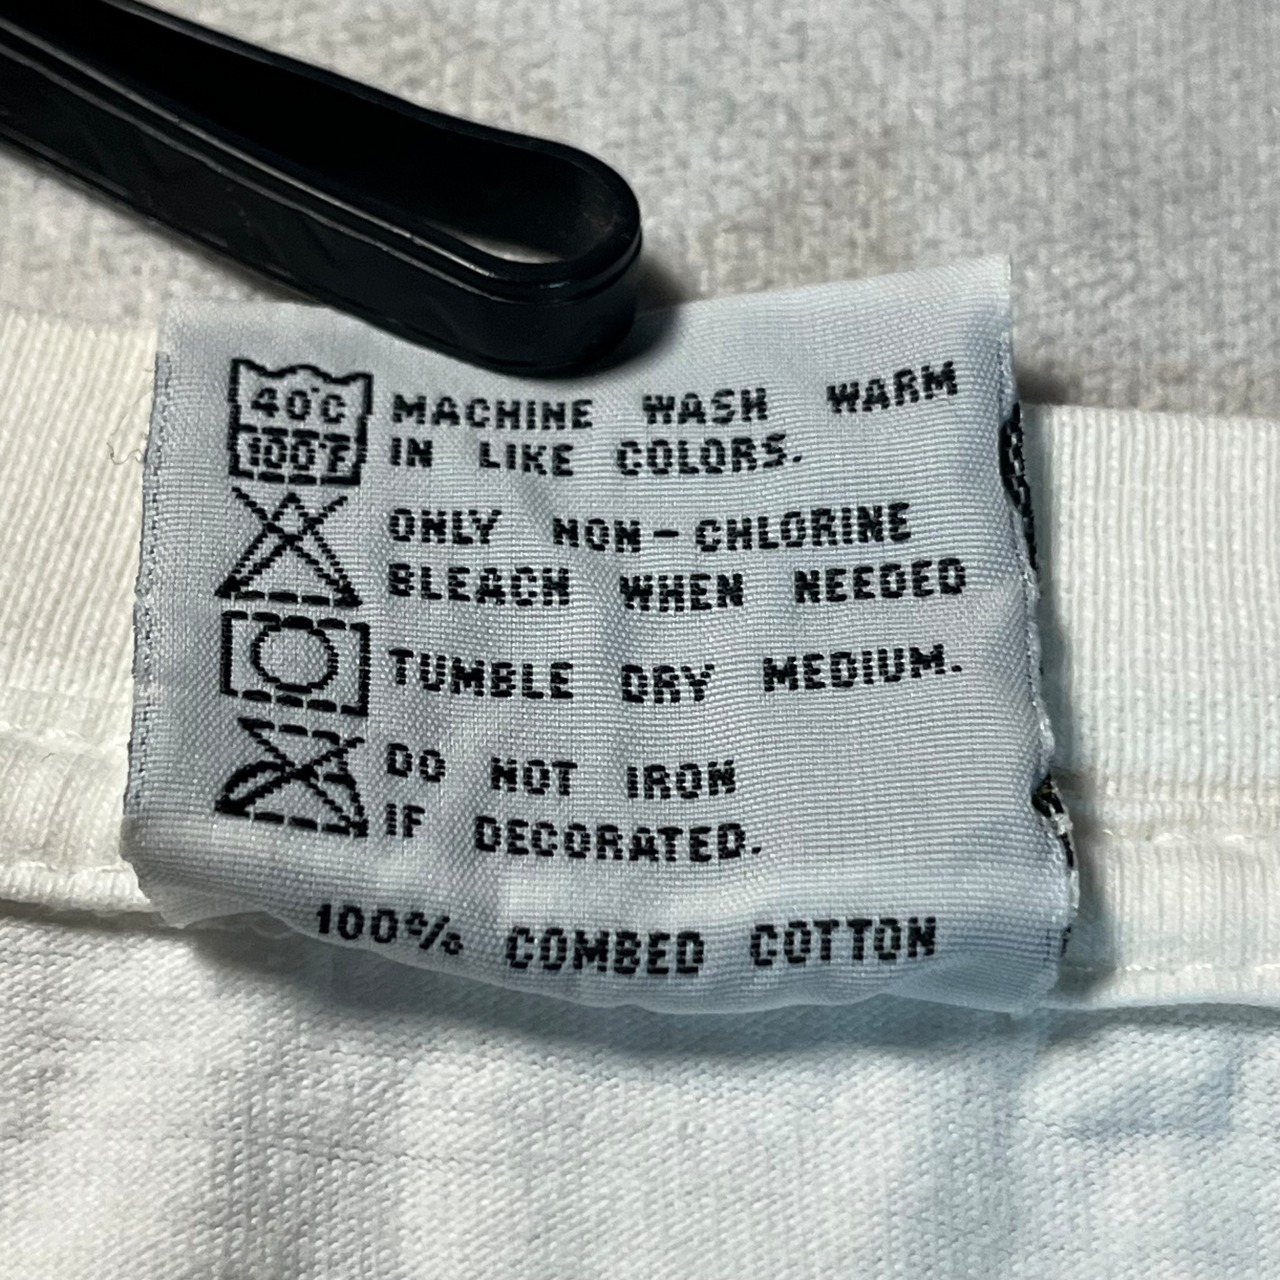 40°C
100°F
MACHINE WASH WARM
IN LIKE COLORS.
ONLY NON-CHLORINE
BLEACH WHEN NEEDED
TUMBLE DRY MEDIUM.
DO NOT IRON
IF DECORATED.
100% COMBED COTTON